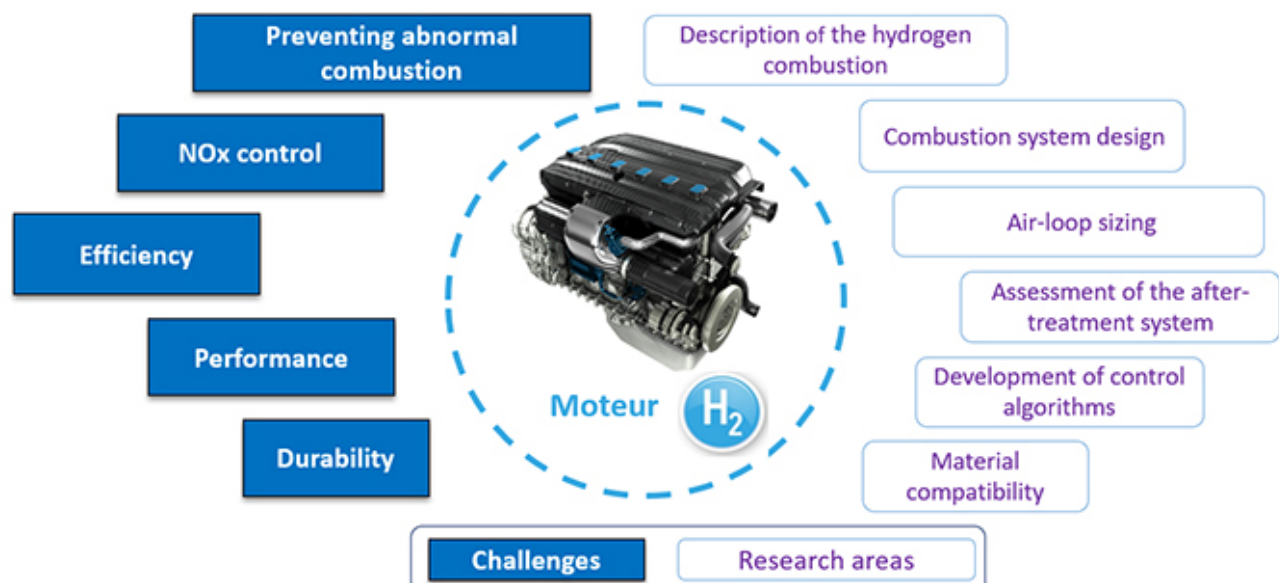 Preventing abnormal
combustion
Description of the hydrogen
combustion
NOx control
Combustion system design
Efficiency
Air-loop sizing
Assessment of the after-
treatment system
Performance
Development of control
algorithms
Moteur H₂
Durability
Material
compatibility
Challenges
Research areas